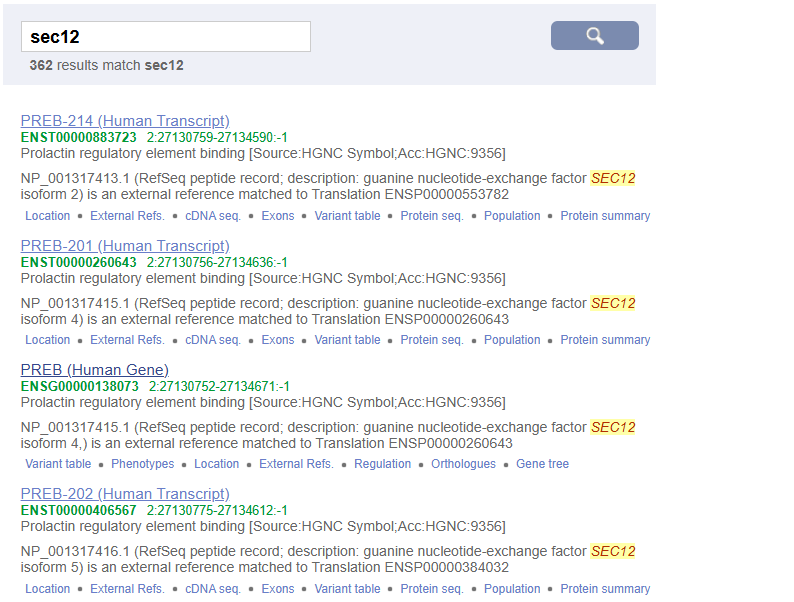 sec12
362 results match sec12
PREB-214 (Human Transcript)
ENST00000883723 2:27130759-27134590:-1
Prolactin regulatory element binding [Source:HGNC Symbol;Acc:HGNC:9356]
NP_001317413.1 (RefSeq peptide record; description: guanine nucleotide-exchange factor SEC12
isoform 2) is an external reference matched to Translation ENSP00000553782
Location • External Refs. • cDNA seq. • Exons • Variant table • Protein seq. • Population • Protein summary
PREB-201 (Human Transcript)
ENST00000260643 2:27130756-27134636:-1
Prolactin regulatory element binding [Source:HGNC Symbol;Acc:HGNC:9356]
NP_001317415.1 (RefSeq peptide record; description: guanine nucleotide-exchange factor SEC12
isoform 4) is an external reference matched to Translation ENSP00000260643
Location • External Refs. • cDNA seq. • Exons • Variant table • Protein seq. • Population • Protein summary
PREB (Human Gene)
ENSG00000138073 2:27130752-27134671:-1
Prolactin regulatory element binding [Source:HGNC Symbol;Acc:HGNC:9356]
NP_001317415.1 (RefSeq peptide record; description: guanine nucleotide-exchange factor SEC12
isoform 4,) is an external reference matched to Translation ENSP00000260643
Variant table • Phenotypes • Location • External Refs. • Regulation • Orthologues • Gene tree
PREB-202 (Human Transcript)
ENST00000406567 2:27130775-27134612:-1
Prolactin regulatory element binding [Source:HGNC Symbol;Acc:HGNC:9356]
NP_001317416.1 (RefSeq peptide record; description: guanine nucleotide-exchange factor SEC12
isoform 5) is an external reference matched to Translation ENSP00000384032
Location • External Refs. • cDNA seq. • Exons • Variant table • Protein seq. • Population • Protein summary